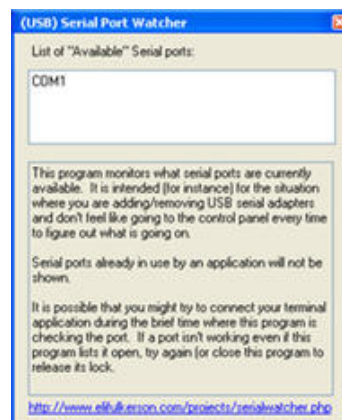 (USB) Serial Port Watcher
List of "Available" Serial ports:
COM1
This program monitors what serial ports are currently
available. It is intended (for instance) for the situation
where you are adding/removing USB serial adapters
and don't feel like going to the control panel every time
to figure out what is going on.
Serial ports already in use by an application will not be
shown.
It is possible that you might try to connect your terminal
application during the brief time where this program is
checking the port. If a port isn't working even if this
program lists it open, try again (or close this program to
release its lock.
http://www.elifulkerson.com/projects/serialwatcher.php